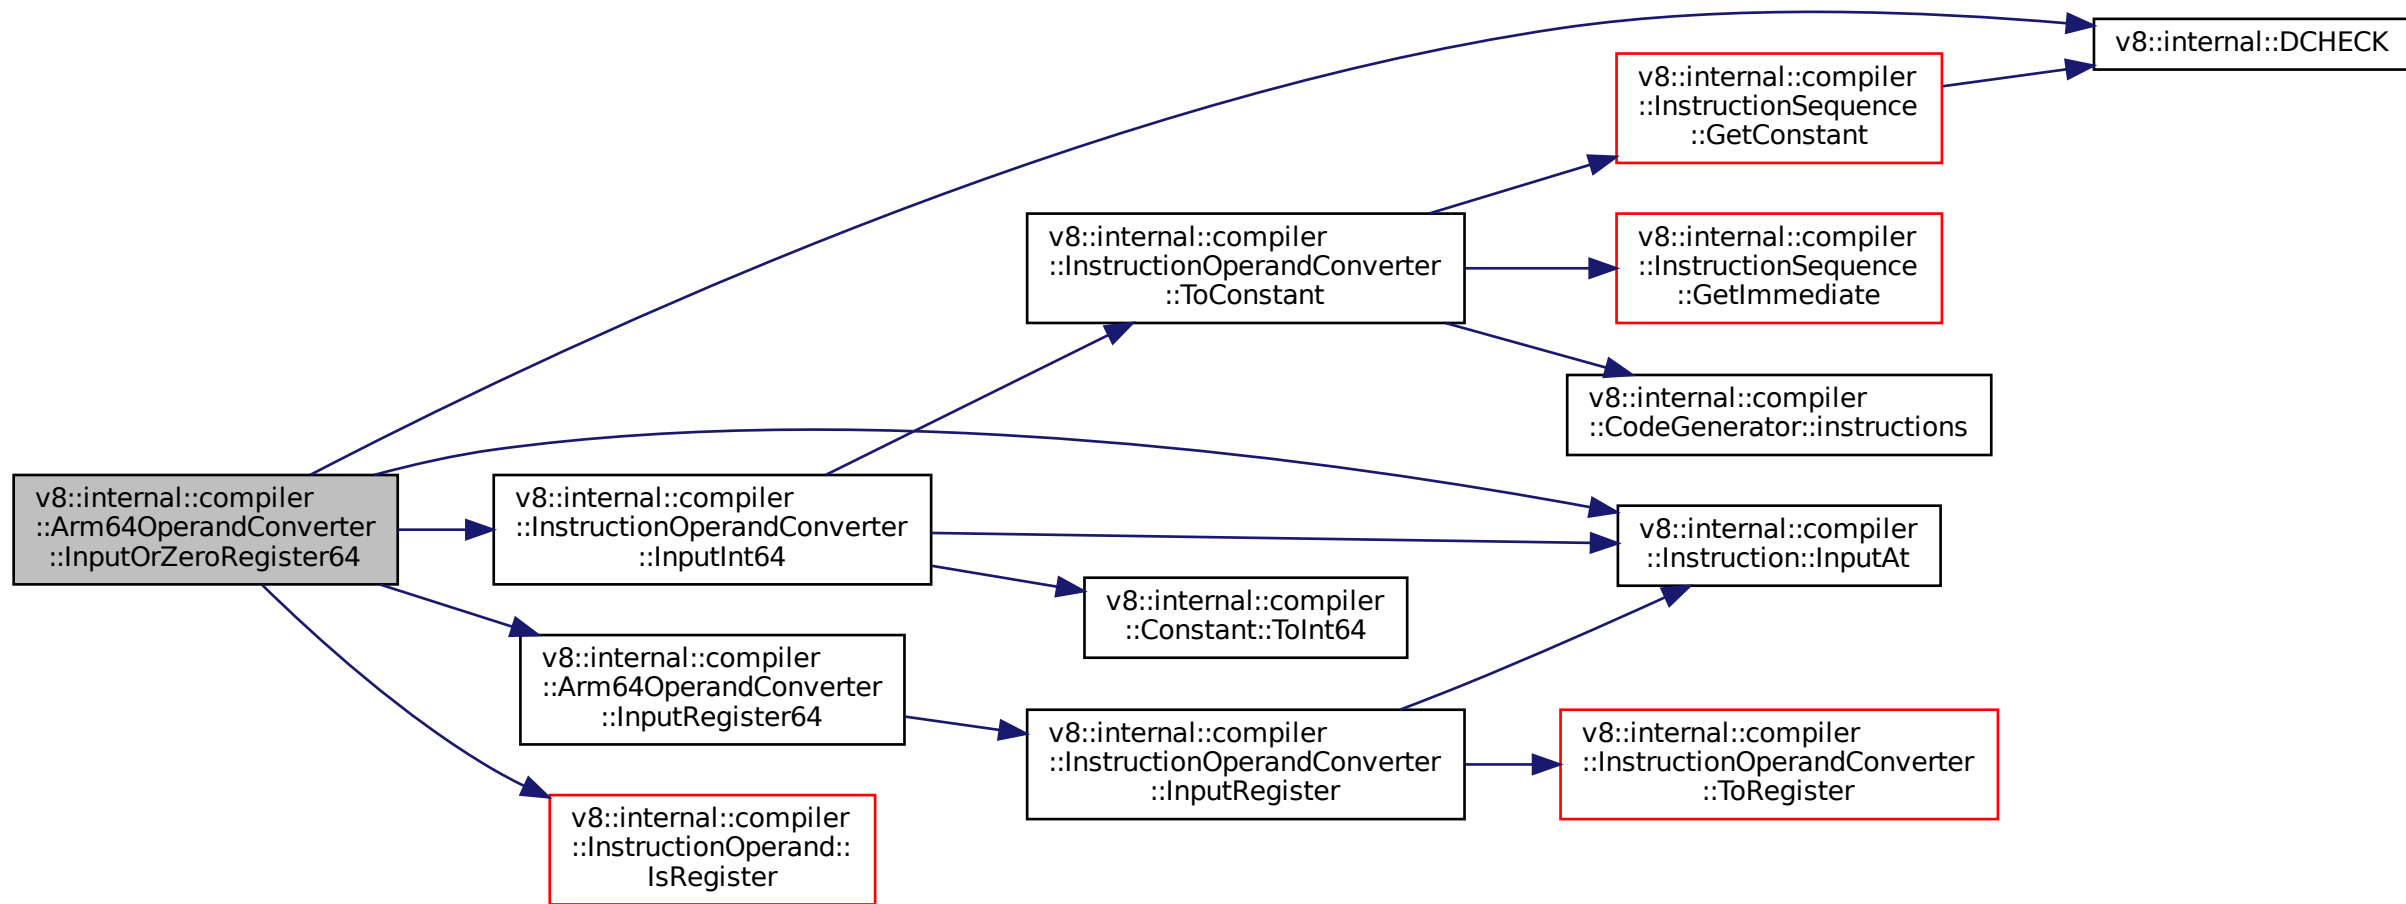 v8::internal::DCHECK
v8::internal::compiler
::InstructionSequence
::GetConstant
v8::internal::compiler
::InstructionOperandConverter
::ToConstant
v8::internal::compiler
::InstructionSequence
::GetImmediate
v8::internal::compiler
::CodeGenerator::instructions
v8::internal::compiler
::Arm64OperandConverter
::InputOrZeroRegister64
v8::internal::compiler
::InstructionOperandConverter
::InputInt64
v8::internal::compiler
::Instruction::InputAt
v8::internal::compiler
::Constant::ToInt64
v8::internal::compiler
::Arm64OperandConverter
::InputRegister64
v8::internal::compiler
::InstructionOperandConverter
::InputRegister
v8::internal::compiler
::InstructionOperandConverter
::ToRegister
v8::internal::compiler
::InstructionOperand::
IsRegister